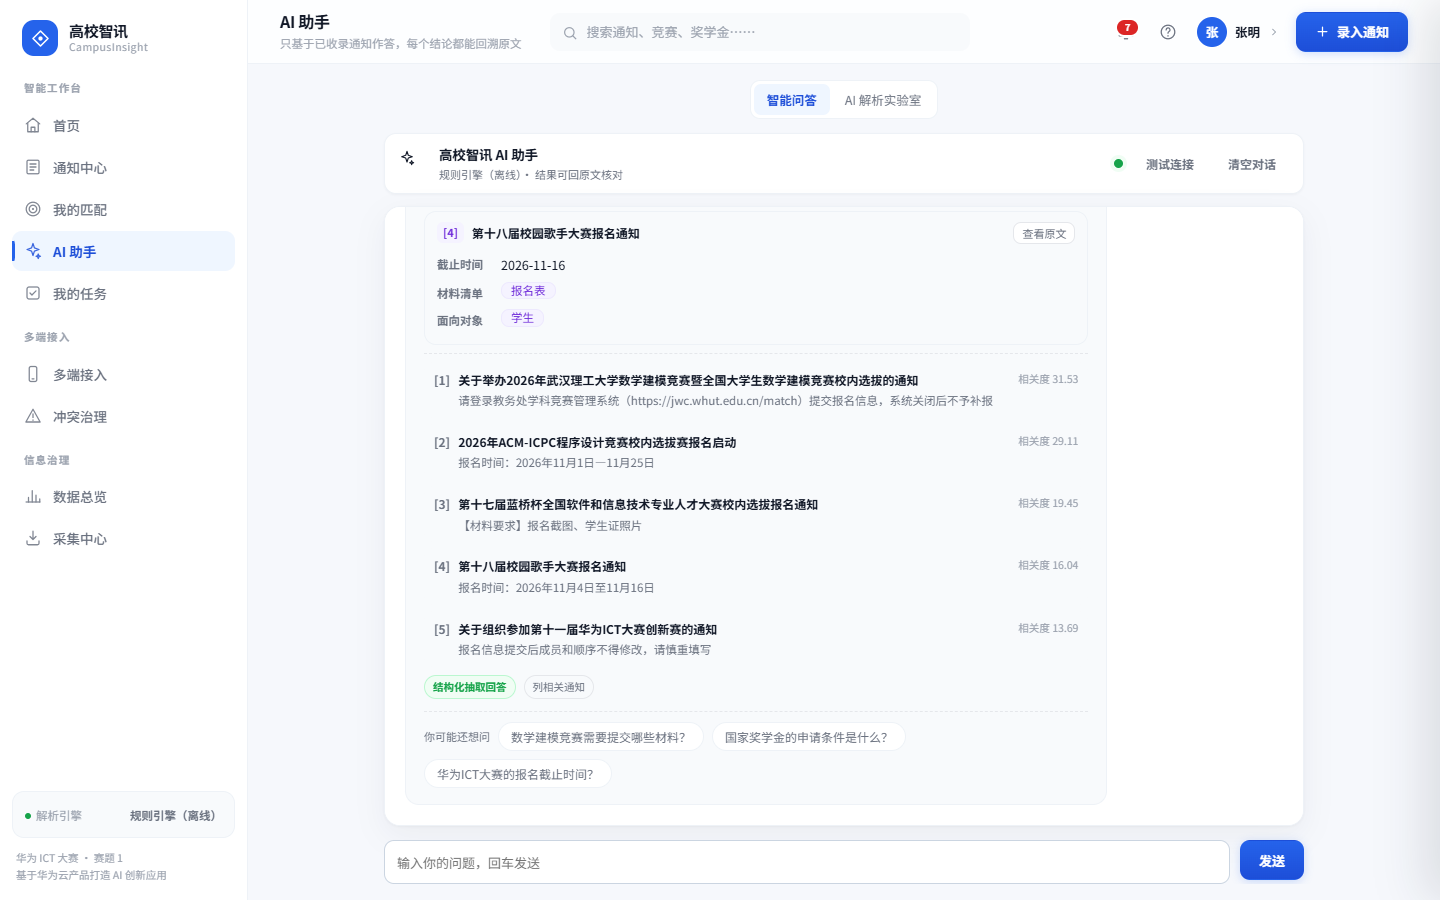 高校智讯
CampusInsight
智能工作台
首页
通知中心
我的匹配
AI 助手
我的任务
多端接入
多端接入
冲突治理
信息治理
数据总览
采集中心
解析引擎 规则引擎（离线）
华为 ICT 大赛 · 赛题 1
基于华为云产品打造 AI 创新应用
AI 助手
只基于已收录通知作答，每个结论都能回溯原文
搜索通知、竞赛、奖学金……
7
张 张明
录入通知
智能问答 AI 解析实验室
高校智讯 AI 助手
规则引擎（离线）· 结果可回原文核对
测试连接 清空对话
[4] 第十八届校园歌手大赛报名通知 查看原文
截止时间 2026-11-16
材料清单 报名表
面向对象 学生
[1] 关于举办2026年武汉理工大学数学建模竞赛暨全国大学生数学建模竞赛校内选拔的通知 相关度 31.53
请登录教务处学科竞赛管理系统（https://jwc.whut.edu.cn/match）提交报名信息，系统关闭后不予补报
[2] 2026年ACM-ICPC程序设计竞赛校内选拔赛报名启动 相关度 29.11
报名时间：2026年11月1日—11月25日
[3] 第十七届蓝桥杯全国软件和信息技术专业人才大赛校内选拔报名通知 相关度 19.45
【材料要求】报名截图、学生证照片
[4] 第十八届校园歌手大赛报名通知 相关度 16.04
报名时间：2026年11月4日至11月16日
[5] 关于组织参加第十一届华为ICT大赛创新赛的通知 相关度 13.69
报名信息提交后成员和顺序不得修改，请慎重填写
结构化抽取回答 列相关通知
你可能还想问 数学建模竞赛需要提交哪些材料？ 国家奖学金的申请条件是什么？
华为ICT大赛的报名截止时间？
输入你的问题，回车发送
发送